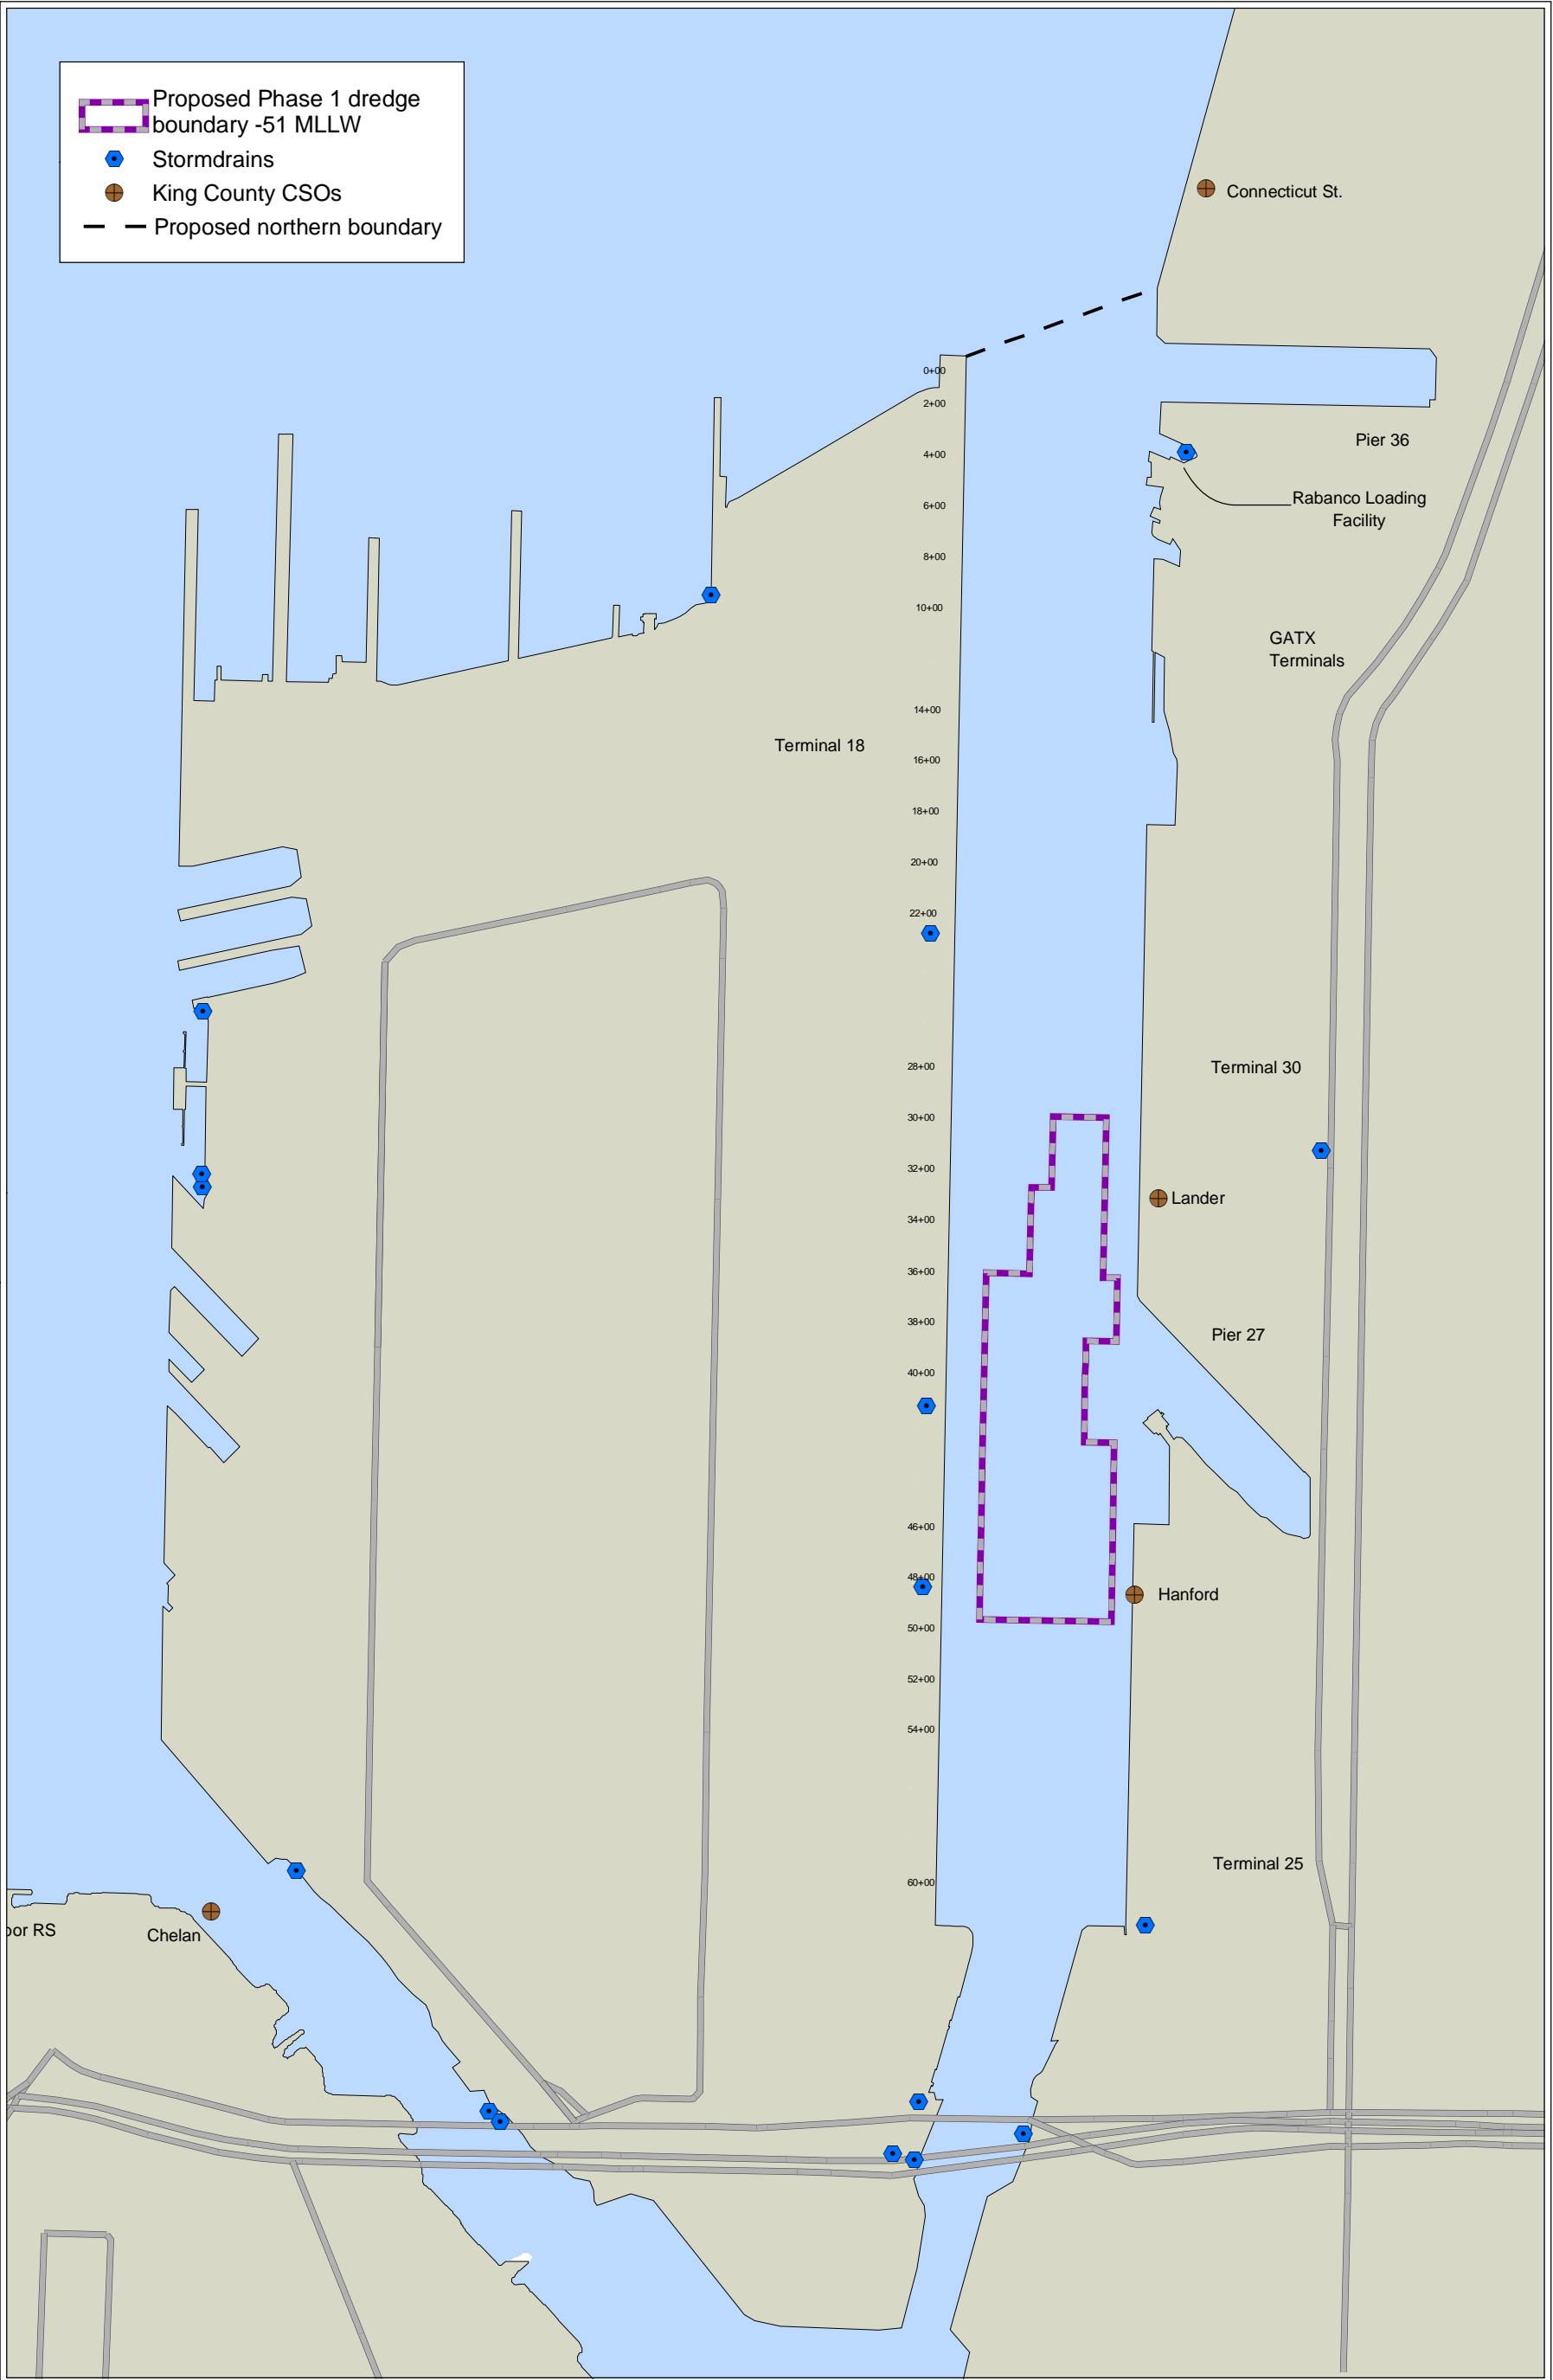 Proposed Phase 1 dredge
boundary -51 MLLW
Stormdrains
King County CSOs
Proposed northern boundary
Connecticut St.
0+00
2+00
Pier 36
4+00
Rabanco Loading
Facility
6+00
8+00
10+00
GATX
Terminals
14+00
Terminal 18
16+00
18+00
20+00
22+00
28+00
Terminal 30
30+00
32+00
Lander
34+00
36+00
38+00
Pier 27
40+00
46+00
48+00
Hanford
50+00
52+00
54+00
Terminal 25
60+00
RS
Chelan